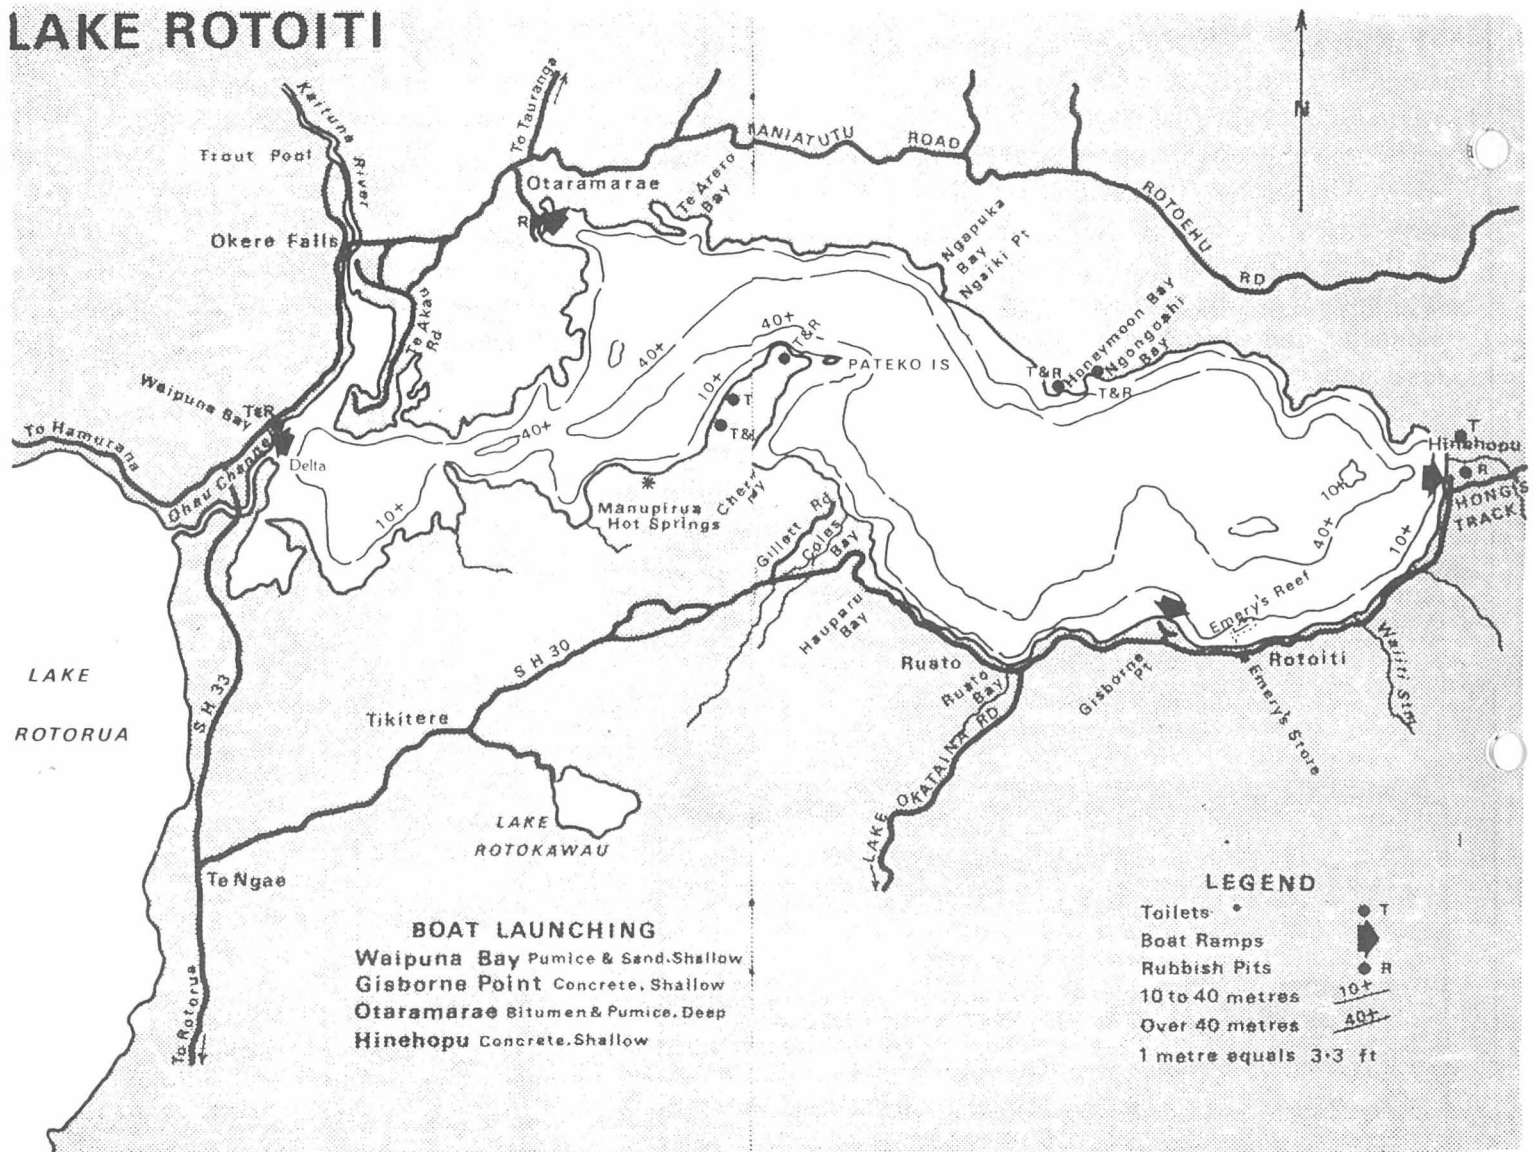 LAKE ROTOITI
N
Kaituna River
Trout Pool
To Tauranga
TANIATUTU ROAD
Otaramarae
Te Arero
Bay
R
Okere Falls
Ngapuka
Bay
Ngaiki Pt
ROTOEHU
RD
Te Akau
Rd
40+
40+
T&R
PATEKO IS
Honeymoon Bay
Ngongoahi
Bay
T&R
T&R
Waipuna Bay
T&R
10+
T
T&
40+
To Hamurana
Ohau Channel
Delta
T
Hinehopu
R
HONGIS
TRACK
10+
40+
10+
10+
Manupirua
Hot Springs
Gillett Rd
Coles
Bay
Hauparu
Bay
Emery's Reef
Ruato
Ruato
Bay
Gisborne
Pt
Rotoiti
Emery's Store
Waiiti Stm
LAKE
ROTORUA
S H 33
S H 30
Tikitere
LAKE OKATAINA RD
LAKE
ROTOKAWAU
Te Ngae
To Rotorua
BOAT LAUNCHING
Waipuna Bay Pumice & Sand.Shallow
Gisborne Point Concrete, Shallow
Otaramarae Bitumen & Pumice. Deep
Hinehopu Concrete.Shallow
LEGEND
Toilets T
Boat Ramps
Rubbish Pits R
10 to 40 metres 10+
Over 40 metres 40+
1 metre equals 3·3 ft